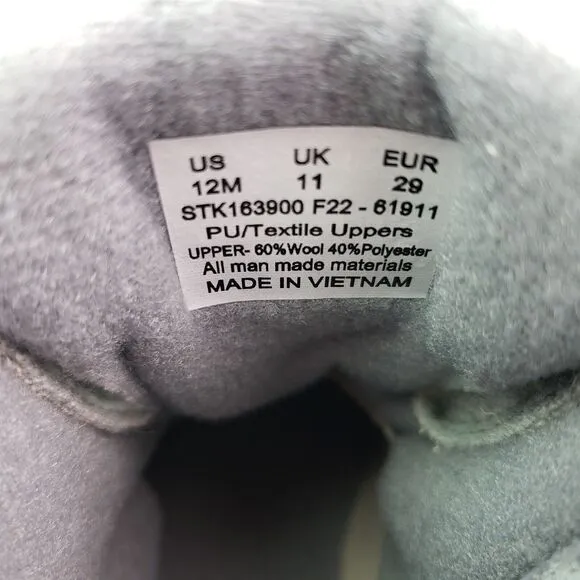 US UK EUR
12M 11 29
STK163900 F22 - 61911
PU/Textile Uppers
UPPER- 60%Wool 40%Polyester
All man made materials
MADE IN VIETNAM